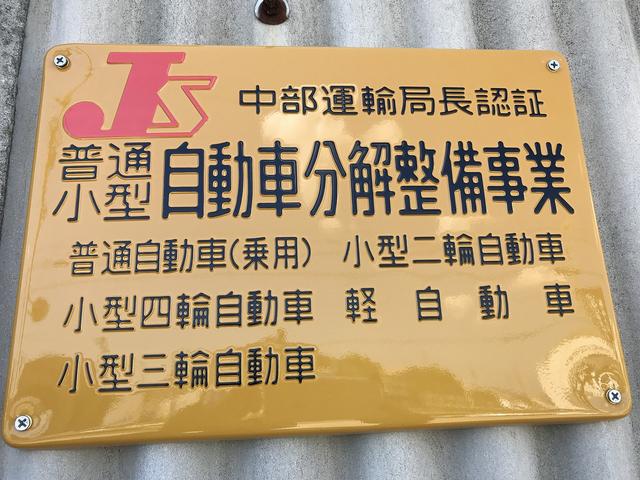 JS 中部運輸局長認証
普通
小型 自動車分解整備事業
普通自動車(乗用) 小型二輪自動車
小型四輪自動車 軽自動車
小型三輪自動車